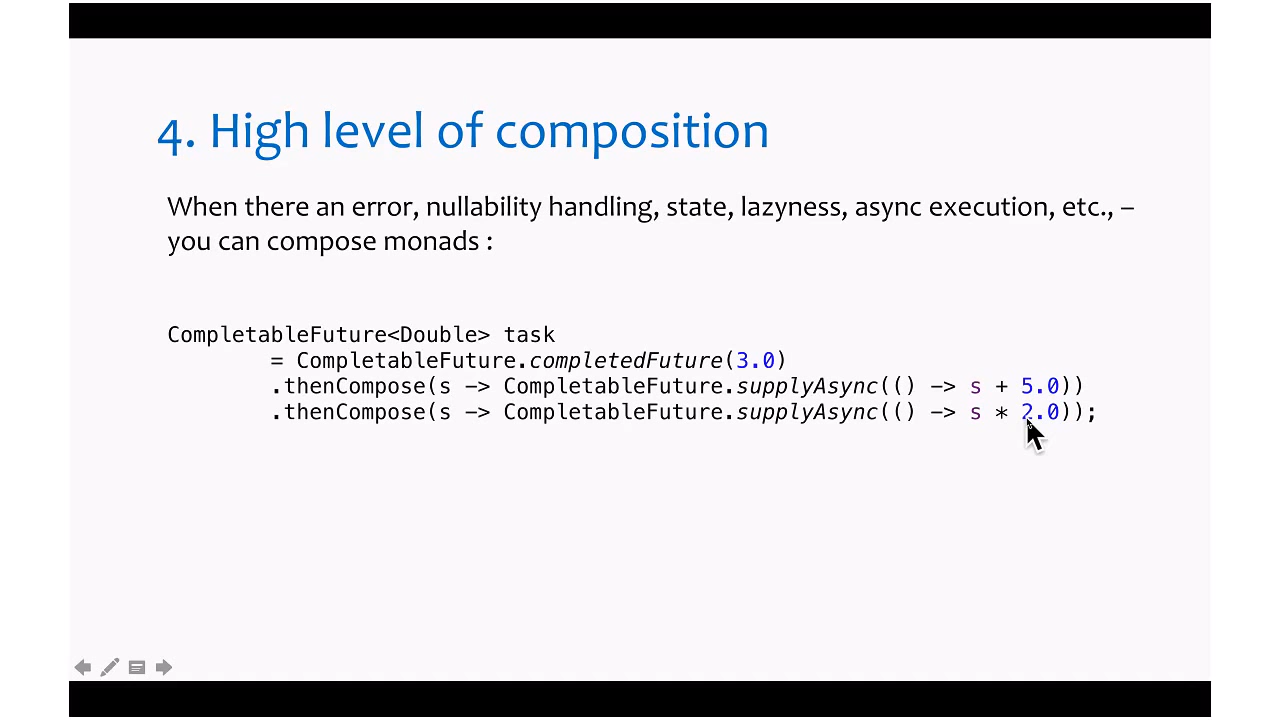 4. High level of composition
When there an error, nullability handling, state, lazyness, async execution, etc., –
you can compose monads :
CompletableFuture<Double> task
= CompletableFuture.completedFuture(3.0)
.thenCompose(s -> CompletableFuture.supplyAsync(() -> s + 5.0))
.thenCompose(s -> CompletableFuture.supplyAsync(() -> s * 2.0));